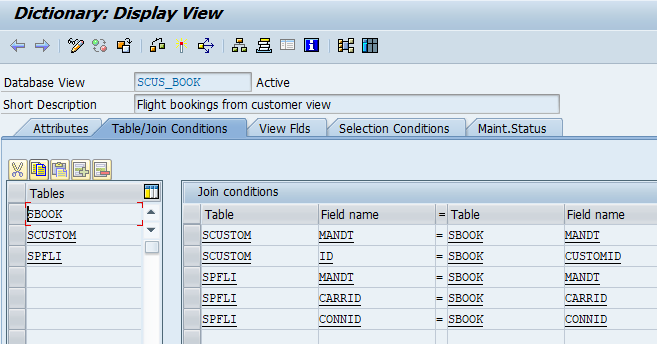 Dictionary: Display View
Database View SCUS_BOOK Active
Short Description Flight bookings from customer view
Attributes Table/Join Conditions View Flds Selection Conditions Maint.Status
Tables
SBOOK
SCUSTOM
SPFLI
Join conditions
Table Field name = Table Field name
SCUSTOM MANDT = SBOOK MANDT
SCUSTOM ID = SBOOK CUSTOMID
SPFLI MANDT = SBOOK MANDT
SPFLI CARRID = SBOOK CARRID
SPFLI CONNID = SBOOK CONNID